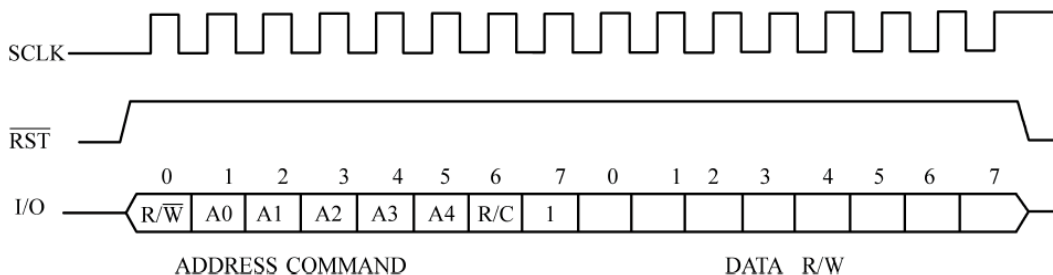 SCLK
R̅S̅T̅
0 1 2 3 4 5 6 7 0 1 2 3 4 5 6 7
I/O R/W̅ A0 A1 A2 A3 A4 R/C 1
ADDRESS COMMAND DATA R/W